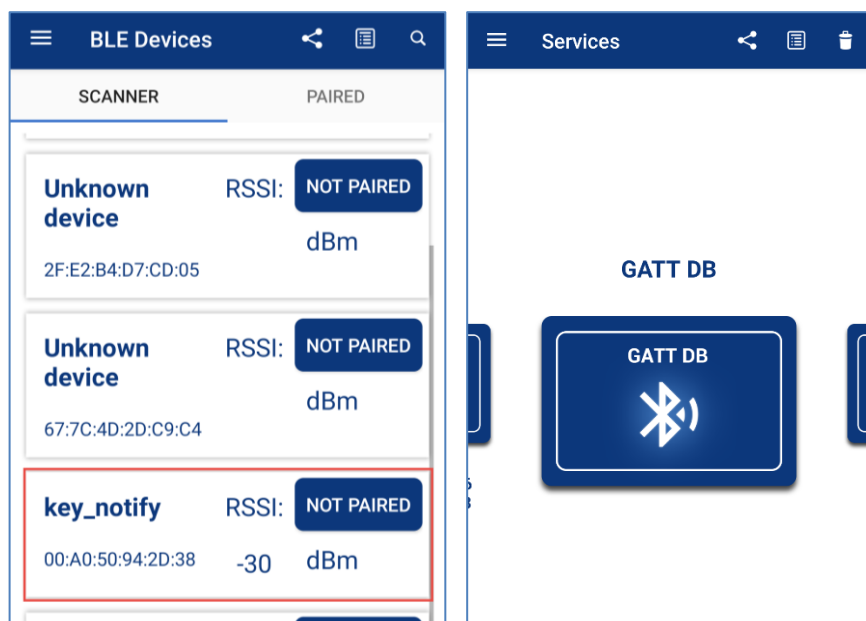 BLE Devices
SCANNER
PAIRED
Unknown
device
RSSI:
NOT PAIRED
dBm
2F:E2:B4:D7:CD:05
Unknown
device
RSSI:
NOT PAIRED
dBm
67:7C:4D:2D:C9:C4
key_notify
RSSI:
NOT PAIRED
00:A0:50:94:2D:38
-30
dBm
Services
GATT DB
GATT DB